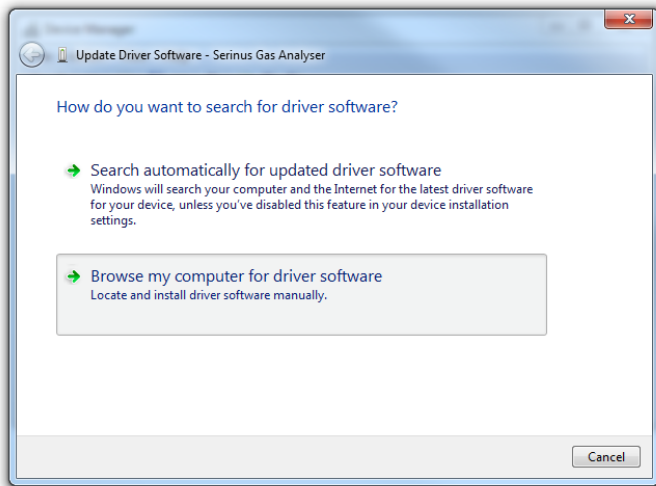 Device Manager
Update Driver Software - Serinus Gas Analyser
How do you want to search for driver software?
Search automatically for updated driver software
Windows will search your computer and the Internet for the latest driver software
for your device, unless you've disabled this feature in your device installation
settings.
Browse my computer for driver software
Locate and install driver software manually.
Cancel